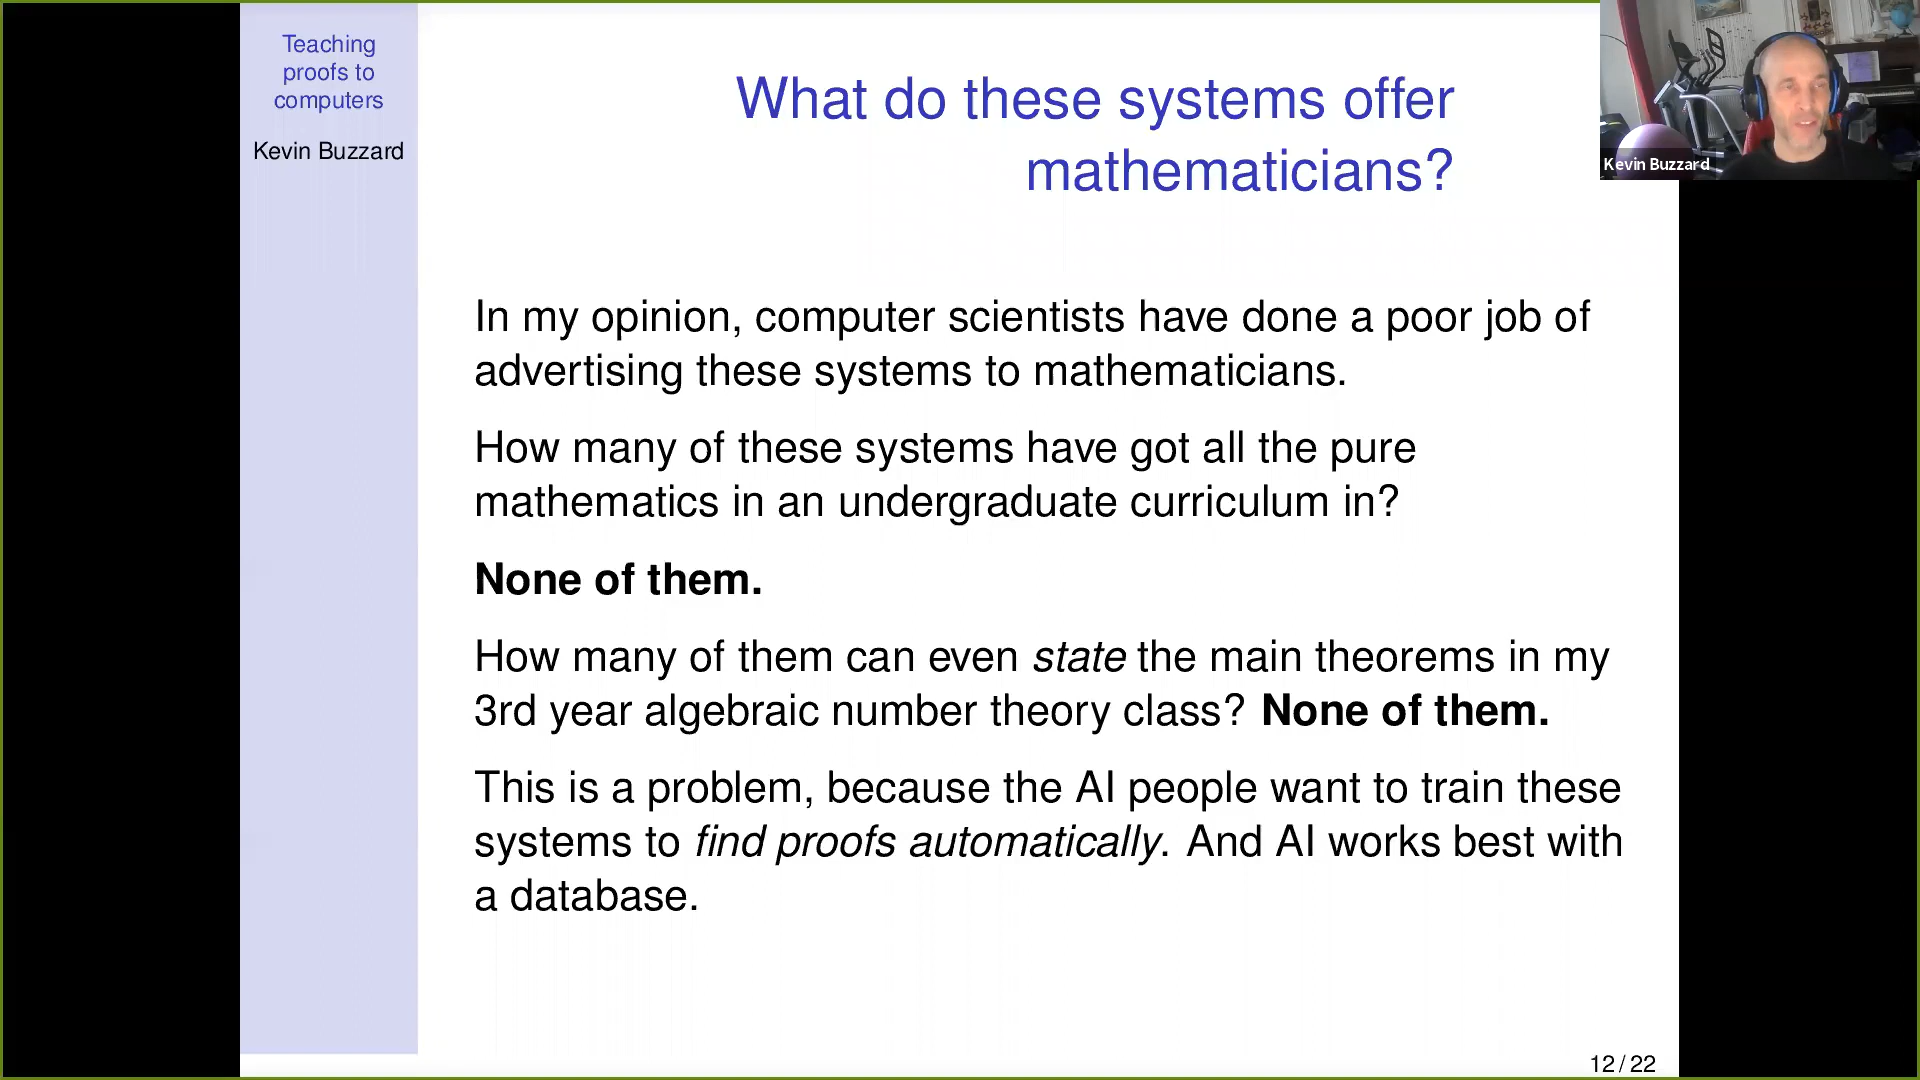 Teaching
proofs to
computers
Kevin Buzzard
What do these systems offer
mathematicians?
In my opinion, computer scientists have done a poor job of
advertising these systems to mathematicians.
How many of these systems have got all the pure
mathematics in an undergraduate curriculum in?
None of them.
How many of them can even state the main theorems in my
3rd year algebraic number theory class? None of them.
This is a problem, because the AI people want to train these
systems to find proofs automatically. And AI works best with
a database.
12 / 22
Kevin Buzzard